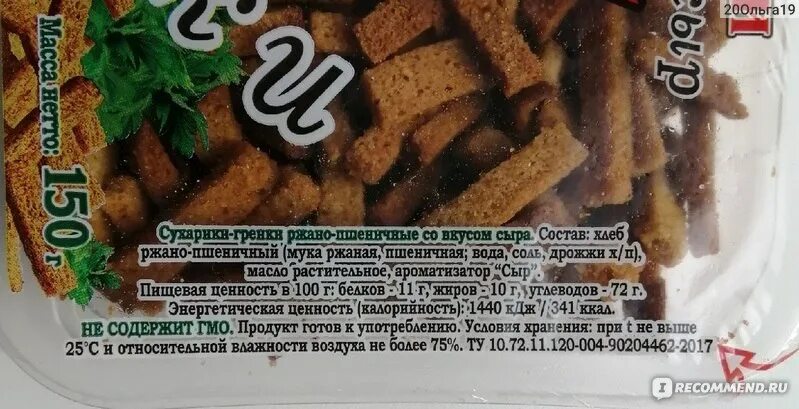 20Ольга19
сыр
Масса нетто: 150 г
Сухарики-гренки ржано-пшеничные со вкусом сыра. Состав: хлеб
ржано-пшеничный (мука ржаная, пшеничная; вода, соль, дрожжи х/п),
масло растительное, ароматизатор "Сыр".
Пищевая ценность в 100 г: белков - 11 г, жиров - 10 г, углеводов - 72 г.
Энергетическая ценность (калорийность): 1440 кДж / 341 ккал.
НЕ СОДЕРЖИТ ГМО. Продукт готов к употреблению. Условия хранения: при t не выше
25°С и относительной влажности воздуха не более 75%. ТУ 10.72.11.120-004-90204462-2017
I RECOMMEND.RU